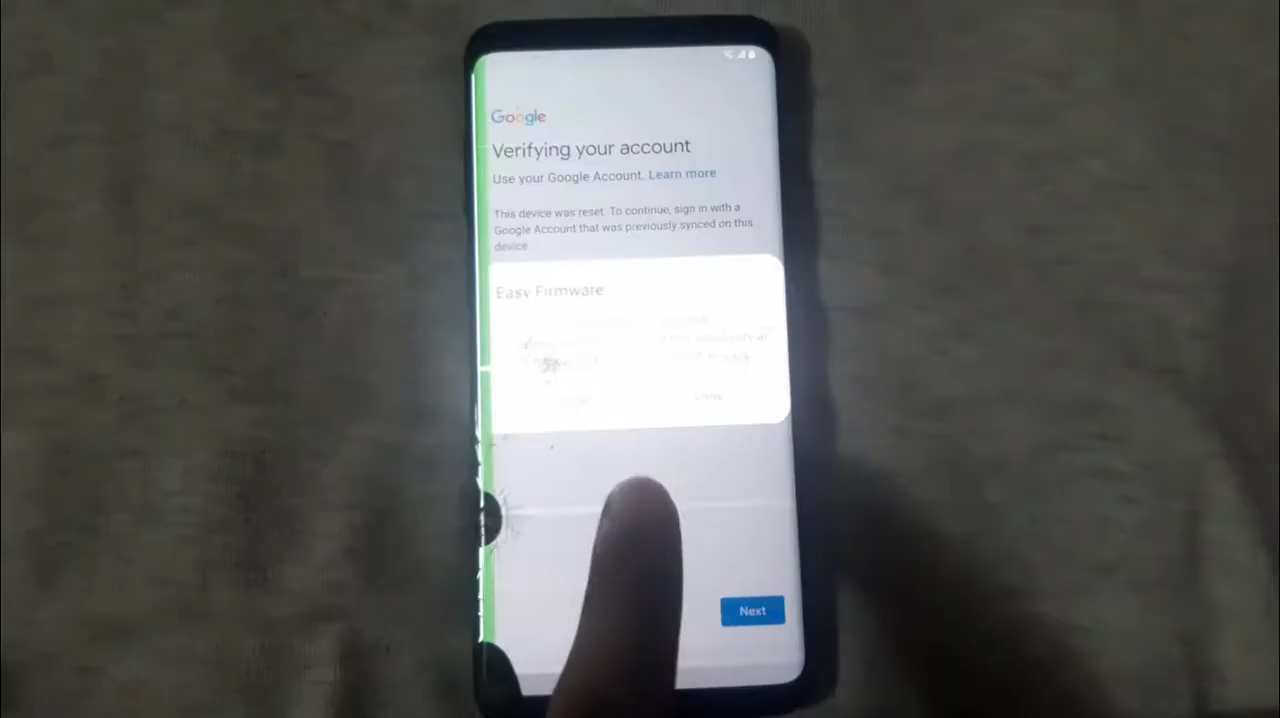 Google
Verifying your account
Use your Google Account. Learn more
This device was reset. To continue, sign in with a
Google Account that was previously synced on this
device.
Easy Firmware
View
Next